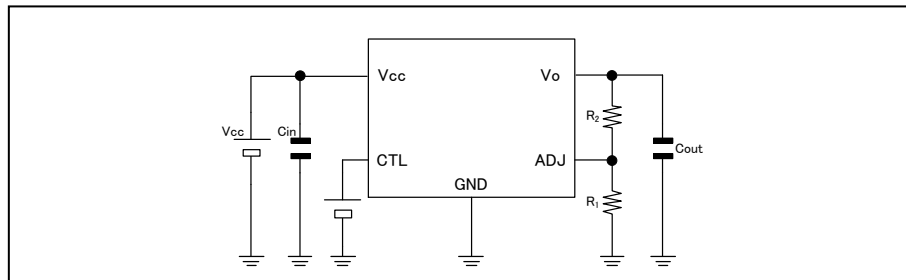 Vcc
Vo
R₂
Vcc
Cin
Cout
CTL
ADJ
GND
R₁